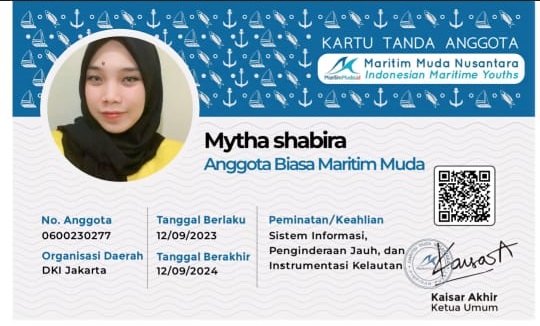 KARTU TANDA ANGGOTA
Maritim Muda Nusantara
Indonesian Maritime Youths
MaritimMuda.id
Mytha shabira
Anggota Biasa Maritim Muda
No. Anggota
0600230277
Organisasi Daerah
DKI Jakarta
Tanggal Berlaku
12/09/2023
Tanggal Berakhir
12/09/2024
Peminatan/Keahlian
Sistem Informasi,
Penginderaan Jauh, dan
Instrumentasi Kelautan
Kaisar Akhir
Ketua Umum